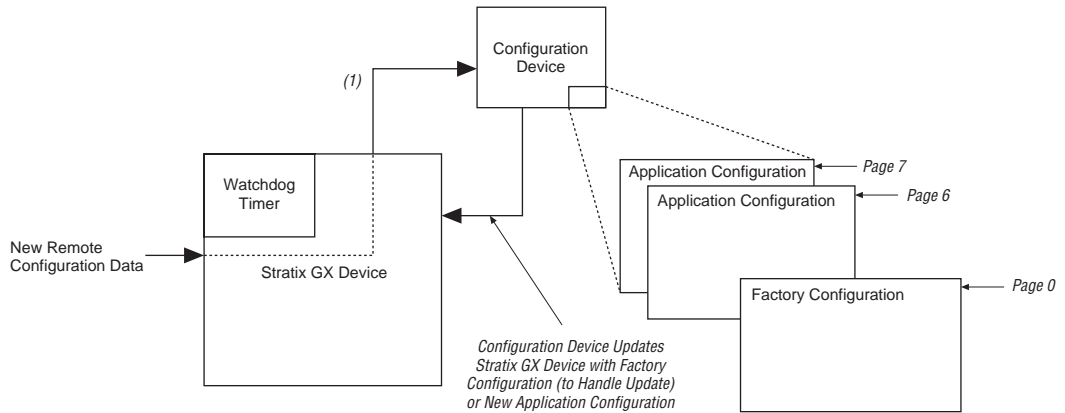 Configuration
Device
(1)
Application Configuration
Page 7
Watchdog
Timer
Application Configuration
Page 6
New Remote
Configuration Data
Stratix GX Device
Factory Configuration
Page 0
Configuration Device Updates
Stratix GX Device with Factory
Configuration (to Handle Update)
or New Application Configuration